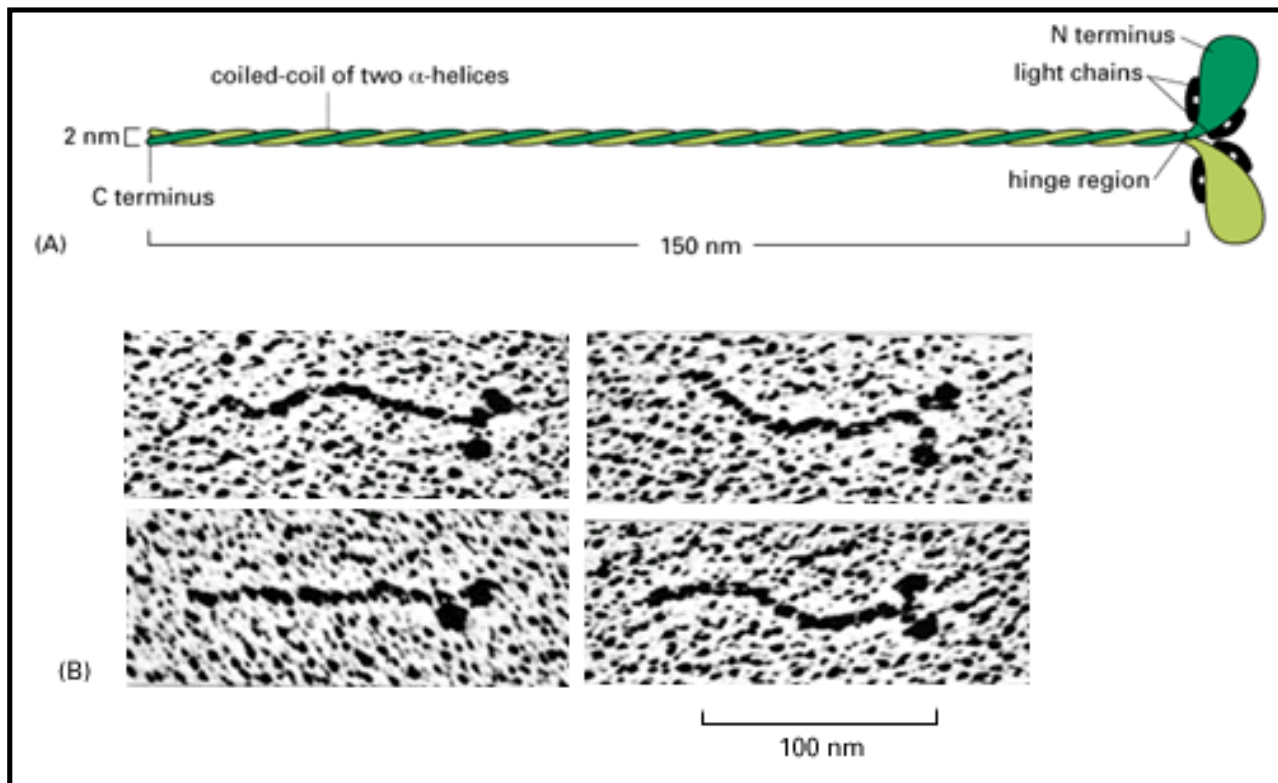 N terminus
light chains
coiled-coil of two α-helices
2 nm
hinge region
C terminus
(A)
150 nm
(B)
100 nm